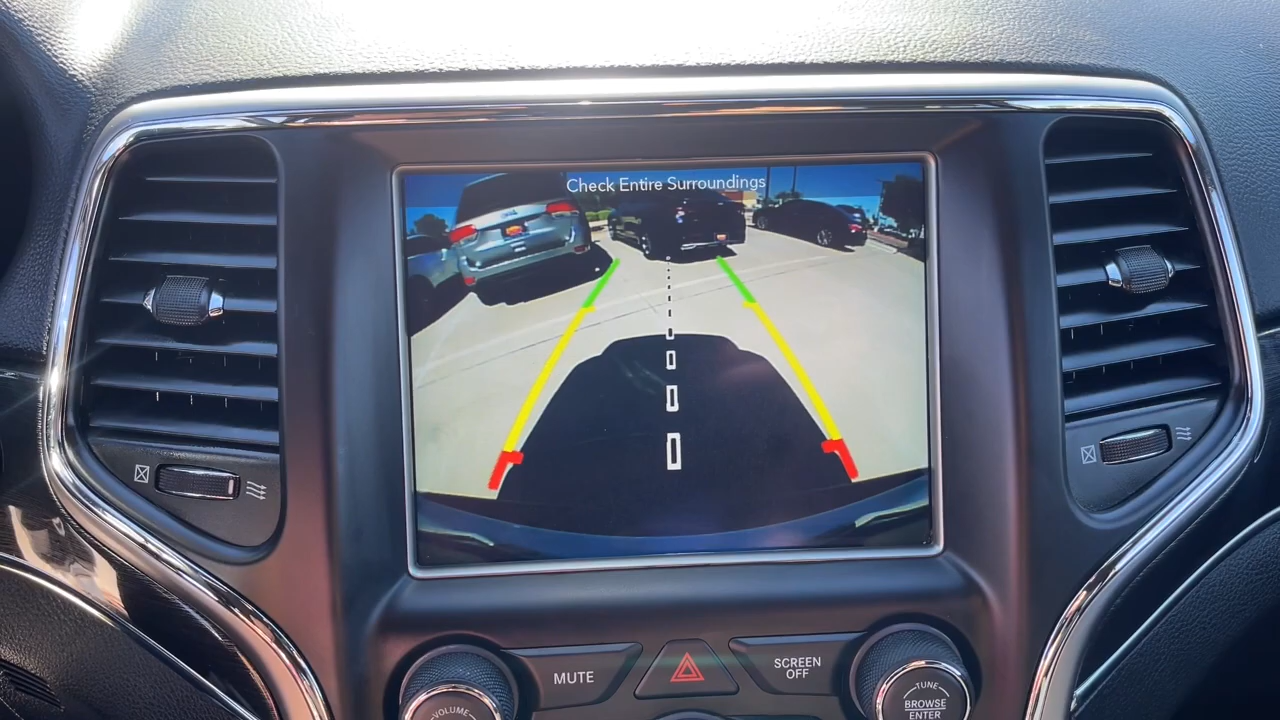 Check Entire Surroundings
MUTE
SCREEN
OFF
VOLUME
TUNE
BROWSE
ENTER